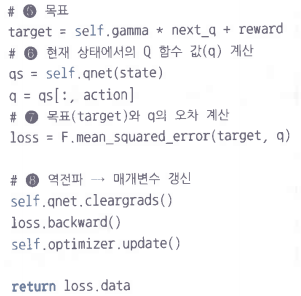 # ❺ 목표
target = self.gamma * next_q + reward
# ❻ 현재 상태에서의 Q 함수 값(q) 계산
qs = self.qnet(state)
q = qs[:, action]
# ❼ 목표(target)와 q의 오차 계산
loss = F.mean_squared_error(target, q)
# ❽ 역전파 → 매개변수 갱신
self.qnet.cleargrads()
loss.backward()
self.optimizer.update()
return loss.data